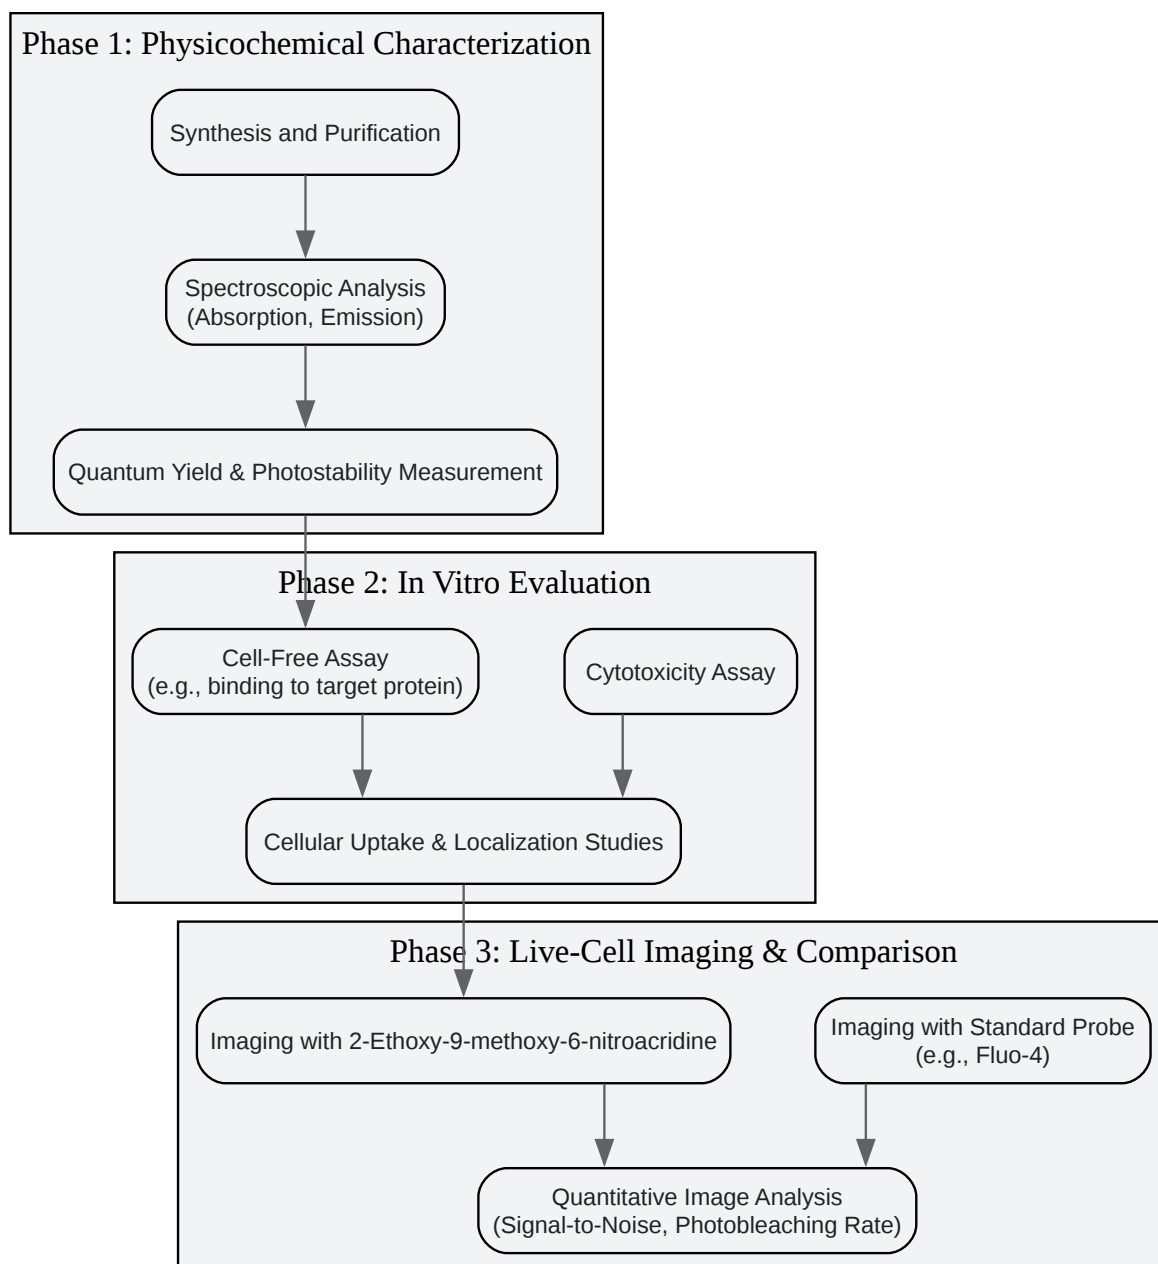 Phase 1: Physicochemical Characterization
Synthesis and Purification
Spectroscopic Analysis
(Absorption, Emission)
Quantum Yield & Photostability Measurement
Phase 2: In Vitro Evaluation
Cell-Free Assay
(e.g., binding to target protein)
Cytotoxicity Assay
Cellular Uptake & Localization Studies
Phase 3: Live-Cell Imaging & Comparison
Imaging with 2-Ethoxy-9-methoxy-6-nitroacridine
Imaging with Standard Probe
(e.g., Fluo-4)
Quantitative Image Analysis
(Signal-to-Noise, Photobleaching Rate)